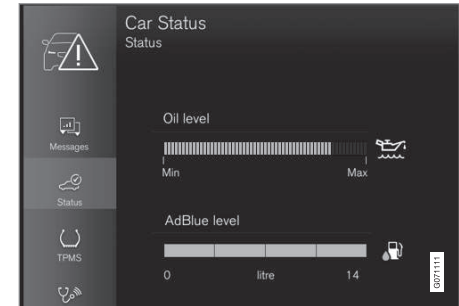 Car Status
Status
Messages
Status
TPMS
Oil level
Min Max
AdBlue level
0 litre 14
G071111